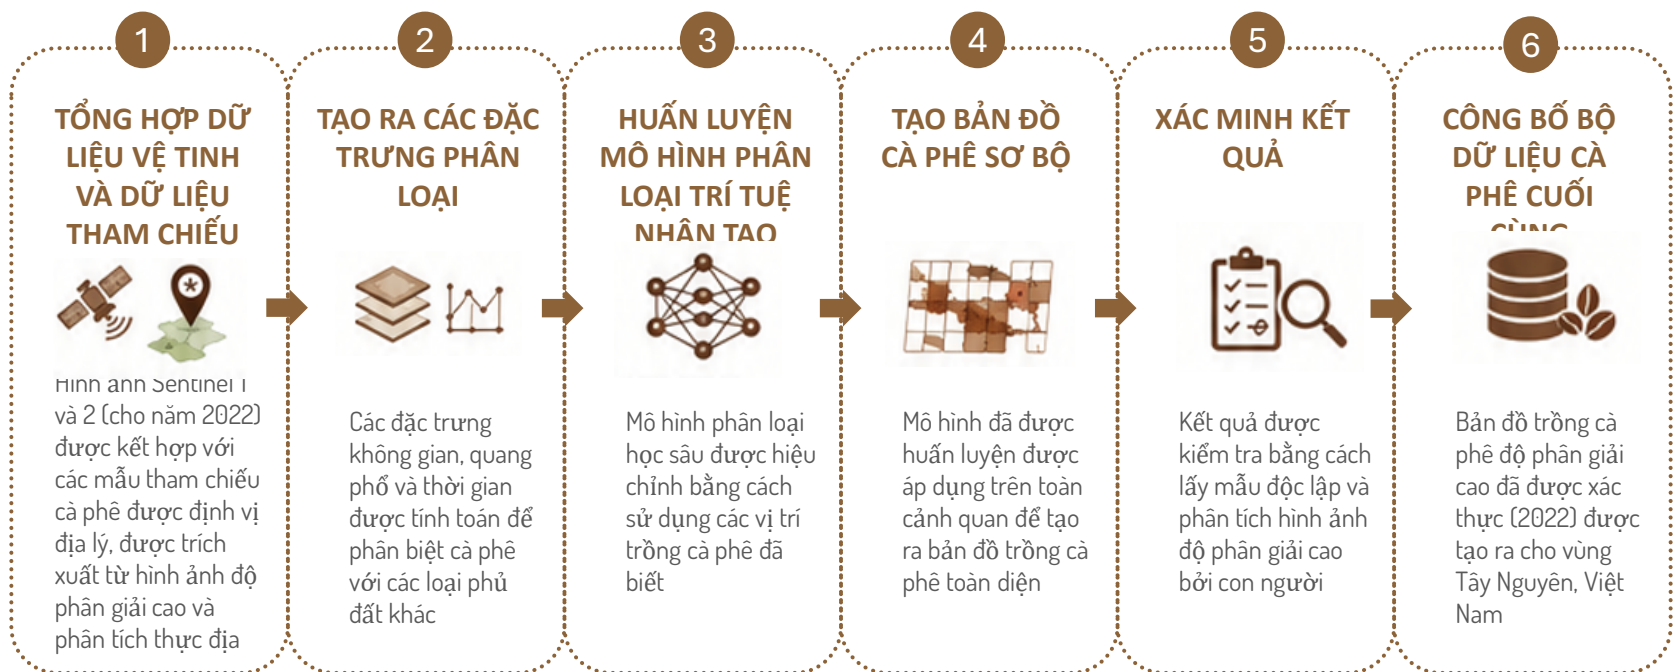 1
TỔNG HỢP DỮ
LIỆU VỆ TINH
VÀ DỮ LIỆU
THAM CHIẾU
Hình ảnh Sentinel 1
và 2 (cho năm 2022)
được kết hợp với
các mẫu tham chiếu
cà phê được định vị
địa lý, được trích
xuất từ hình ảnh độ
phân giải cao và
phân tích thực địa
2
TẠO RA CÁC ĐẶC
TRƯNG PHÂN
LOẠI
Các đặc trưng
không gian, quang
phổ và thời gian
được tính toán để
phân biệt cà phê
với các loại phủ
đất khác
3
HUẤN LUYỆN
MÔ HÌNH PHÂN
LOẠI TRÍ TUỆ
NHÂN TẠO
Mô hình phân loại
học sâu được hiệu
chỉnh bằng cách
sử dụng các vị trí
trồng cà phê đã
biết
4
TẠO BẢN ĐỒ
CÀ PHÊ SƠ BỘ
Mô hình đã được
huấn luyện được
áp dụng trên toàn
cảnh quan để tạo
ra bản đồ trồng cà
phê toàn diện
5
XÁC MINH KẾT
QUẢ
Kết quả được
kiểm tra bằng cách
lấy mẫu độc lập và
phân tích hình ảnh
độ phân giải cao
bởi con người
6
CÔNG BỐ BỘ
DỮ LIỆU CÀ
PHÊ CUỐI
CÙNG
Bản đồ trồng cà
phê độ phân giải
cao đã được xác
thực (2022) được
tạo ra cho vùng
Tây Nguyên, Việt
Nam